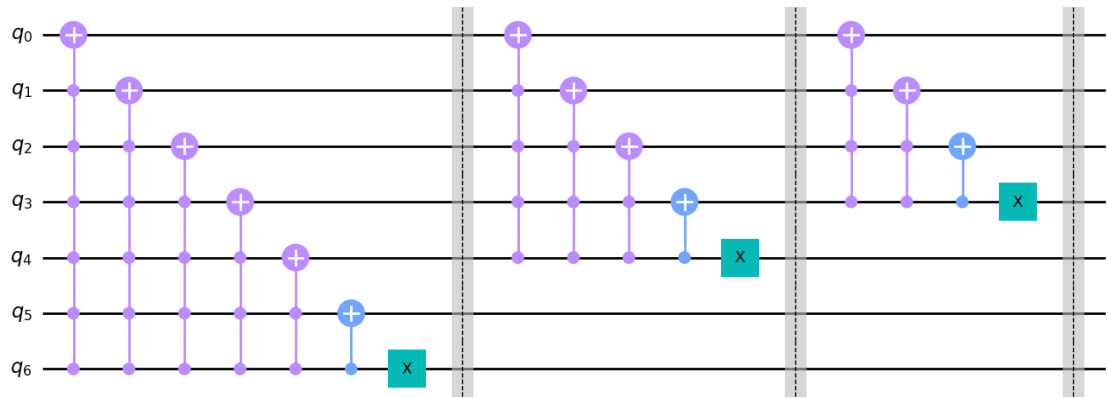 q₀
q₁
q₂
q₃ X
q₄ X
q₅
q₆ X